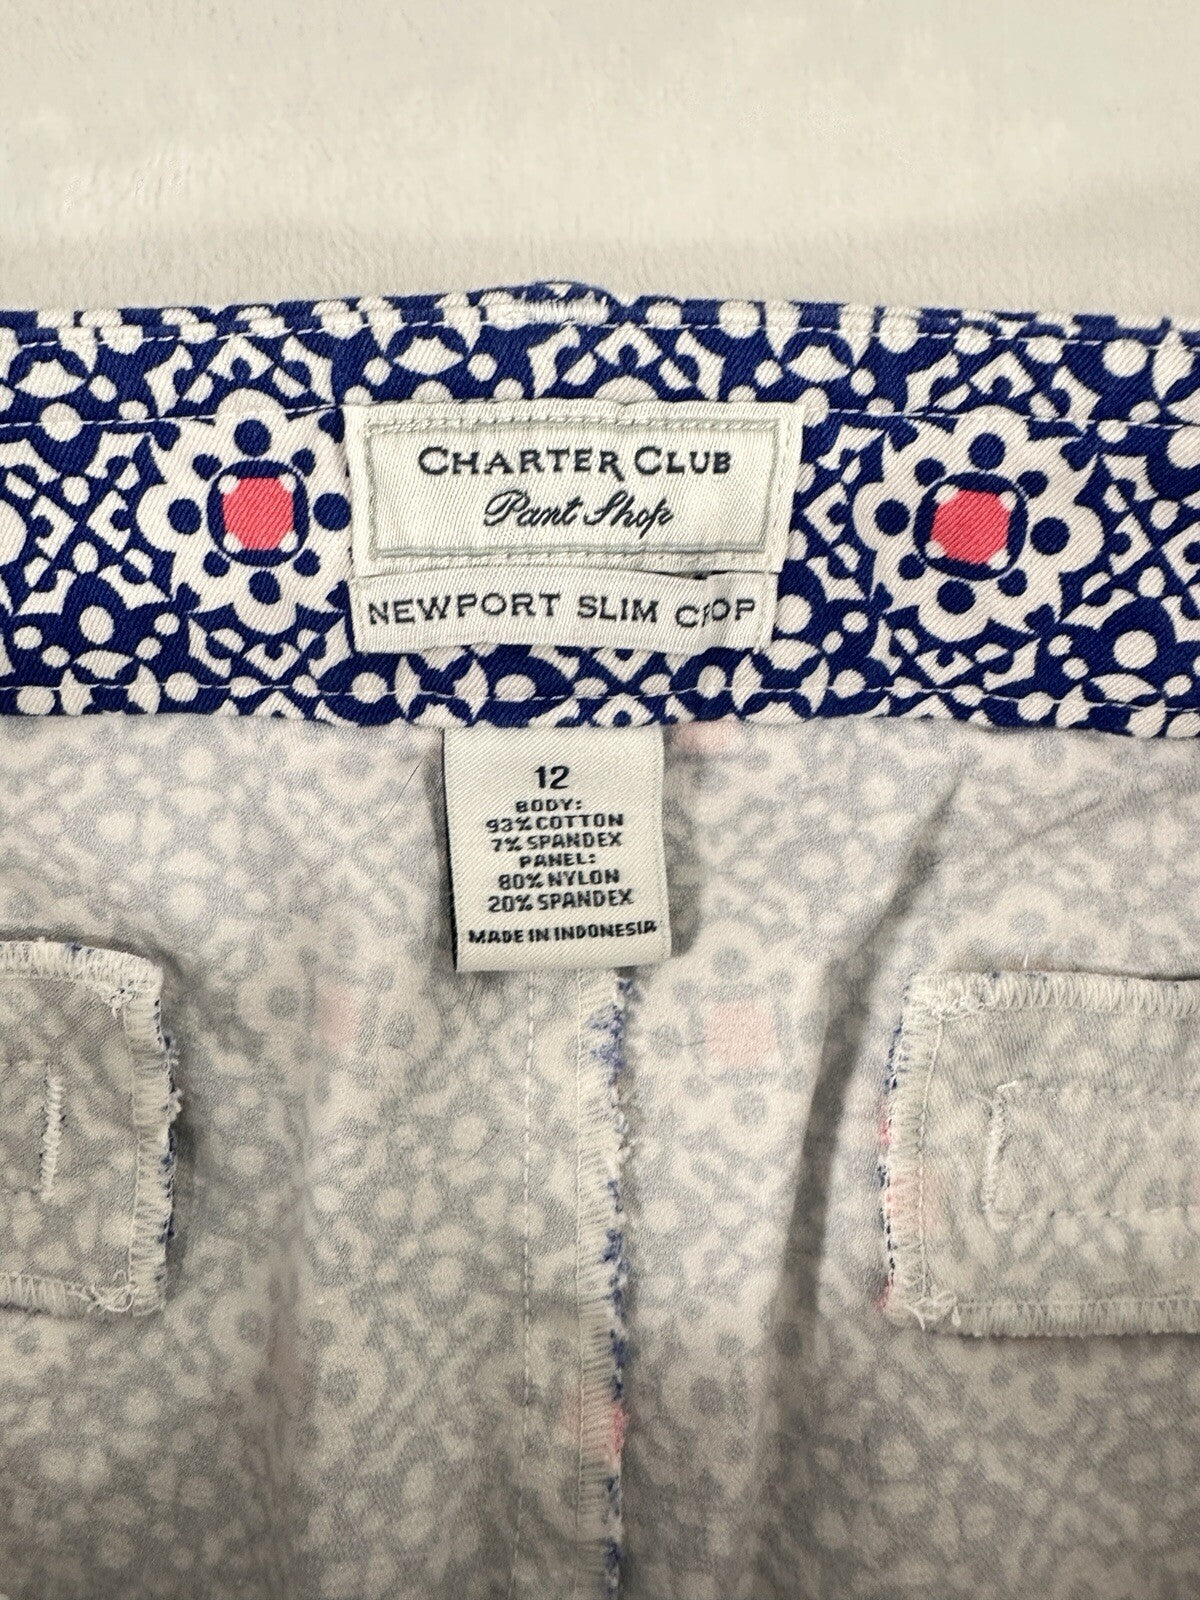 CHARTER CLUB
Pant Shop
NEWPORT SLIM CROP
12
BODY:
93% COTTON
7% SPANDEX
PANEL:
80% NYLON
20% SPANDEX
MADE IN INDONESIA